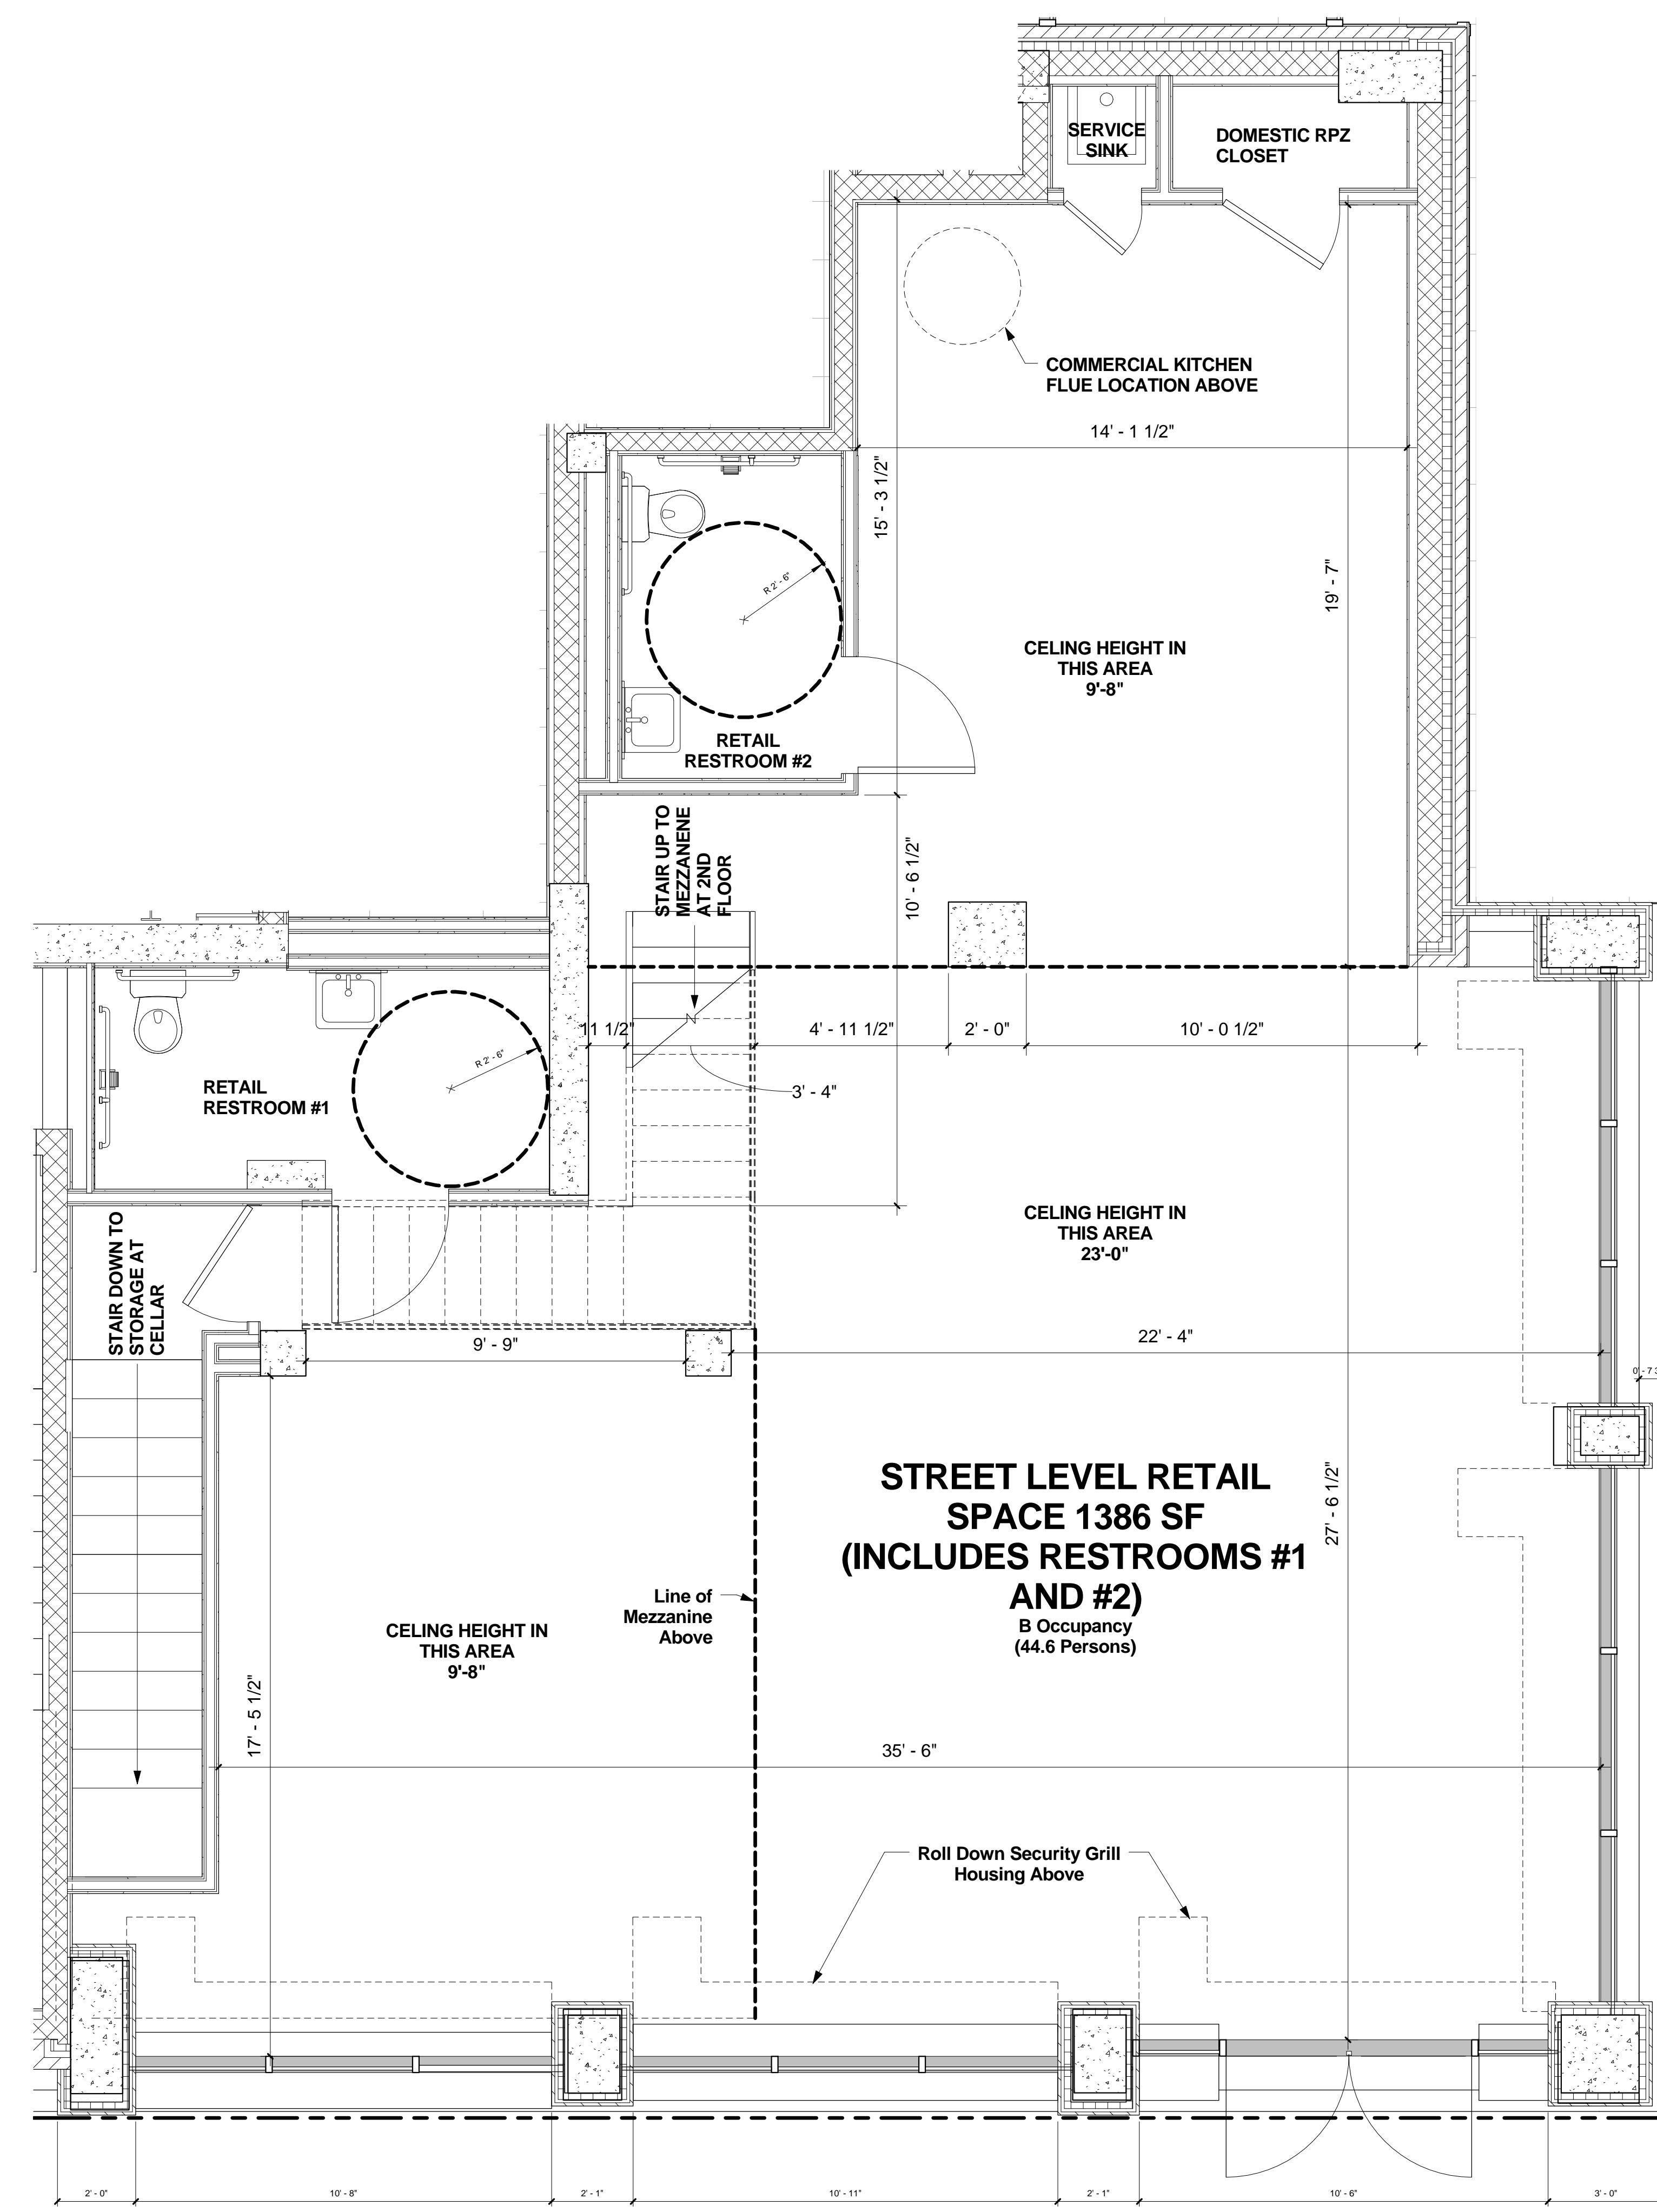 SERVICE
SINK
DOMESTIC RPZ
CLOSET
COMMERCIAL KITCHEN
FLUE LOCATION ABOVE
14' - 1 1/2"
15' - 3 1/2"
R 2' - 6"
19' - 7"
CELING HEIGHT IN
THIS AREA
9'-8"
RETAIL
RESTROOM #2
STAIR UP TO
MEZZANENE
AT 2ND
FLOOR
10' - 6 1/2"
11 1/2"
4' - 11 1/2"
2' - 0"
10' - 0 1/2"
R 2' - 6"
3' - 4"
RETAIL
RESTROOM #1
CELING HEIGHT IN
THIS AREA
23'-0"
STAIR DOWN TO
STORAGE AT
CELLAR
9' - 9"
22' - 4"
0' - 7 3
STREET LEVEL RETAIL
SPACE 1386 SF
(INCLUDES RESTROOMS #1
AND #2)
B Occupancy
(44.6 Persons)
27' - 6 1/2"
Line of
Mezzanine
Above
CELING HEIGHT IN
THIS AREA
9'-8"
17' - 5 1/2"
35' - 6"
Roll Down Security Grill
Housing Above
2' - 0"
10' - 8"
2' - 1"
10' - 11"
2' - 1"
10' - 6"
3' - 0"